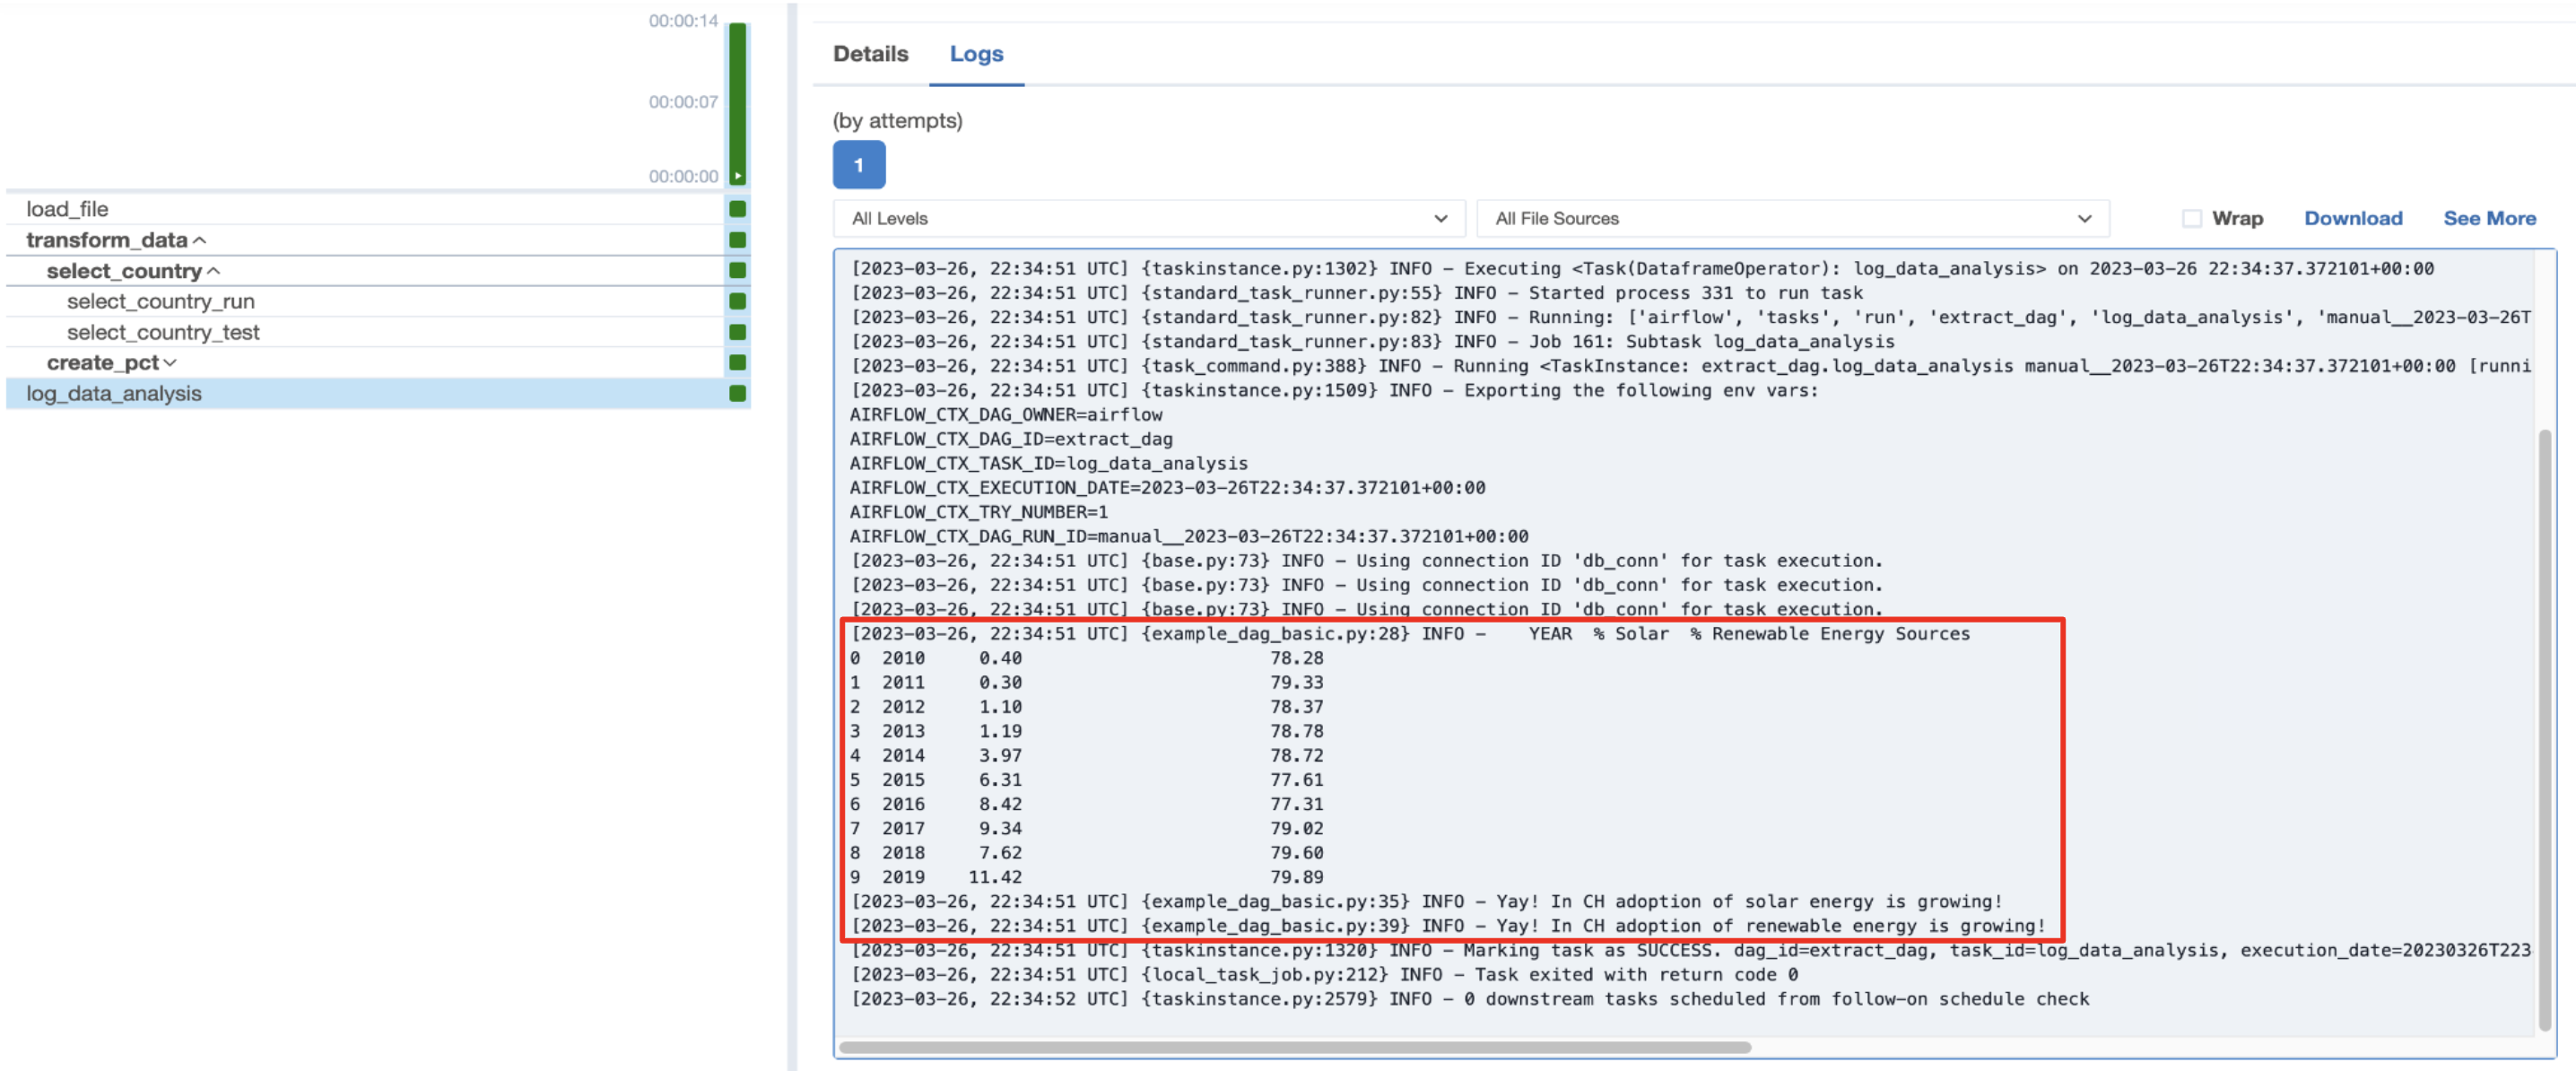 00:00:14
00:00:07
00:00:00
load_file
transform_data
select_country
select_country_run
select_country_test
create_pct
log_data_analysis
Details Logs
(by attempts)
1
All Levels All File Sources Wrap Download See More
[2023-03-26, 22:34:51 UTC] {taskinstance.py:1302} INFO – Executing <Task(DataframeOperator): log_data_analysis> on 2023-03-26 22:34:37.372101+00:00
[2023-03-26, 22:34:51 UTC] {standard_task_runner.py:55} INFO – Started process 331 to run task
[2023-03-26, 22:34:51 UTC] {standard_task_runner.py:82} INFO – Running: ['airflow', 'tasks', 'run', 'extract_dag', 'log_data_analysis', 'manual__2023-03-26T
[2023-03-26, 22:34:51 UTC] {standard_task_runner.py:83} INFO – Job 161: Subtask log_data_analysis
[2023-03-26, 22:34:51 UTC] {task_command.py:388} INFO – Running <TaskInstance: extract_dag.log_data_analysis manual__2023-03-26T22:34:37.372101+00:00 [runni
[2023-03-26, 22:34:51 UTC] {taskinstance.py:1509} INFO – Exporting the following env vars:
AIRFLOW_CTX_DAG_OWNER=airflow
AIRFLOW_CTX_DAG_ID=extract_dag
AIRFLOW_CTX_TASK_ID=log_data_analysis
AIRFLOW_CTX_EXECUTION_DATE=2023-03-26T22:34:37.372101+00:00
AIRFLOW_CTX_TRY_NUMBER=1
AIRFLOW_CTX_DAG_RUN_ID=manual__2023-03-26T22:34:37.372101+00:00
[2023-03-26, 22:34:51 UTC] {base.py:73} INFO – Using connection ID 'db_conn' for task execution.
[2023-03-26, 22:34:51 UTC] {base.py:73} INFO – Using connection ID 'db_conn' for task execution.
[2023-03-26, 22:34:51 UTC] {base.py:73} INFO – Using connection ID 'db_conn' for task execution.
[2023-03-26, 22:34:51 UTC] {example_dag_basic.py:28} INFO –    YEAR  % Solar  % Renewable Energy Sources
0 2010 0.40 78.28
1 2011 0.30 79.33
2 2012 1.10 78.37
3 2013 1.19 78.78
4 2014 3.97 78.72
5 2015 6.31 77.61
6 2016 8.42 77.31
7 2017 9.34 79.02
8 2018 7.62 79.60
9 2019 11.42 79.89
[2023-03-26, 22:34:51 UTC] {example_dag_basic.py:35} INFO – Yay! In CH adoption of solar energy is growing!
[2023-03-26, 22:34:51 UTC] {example_dag_basic.py:39} INFO – Yay! In CH adoption of renewable energy is growing!
[2023-03-26, 22:34:51 UTC] {taskinstance.py:1320} INFO – Marking task as SUCCESS. dag_id=extract_dag, task_id=log_data_analysis, execution_date=20230326T223
[2023-03-26, 22:34:51 UTC] {local_task_job.py:212} INFO – Task exited with return code 0
[2023-03-26, 22:34:52 UTC] {taskinstance.py:2579} INFO – 0 downstream tasks scheduled from follow-on schedule check